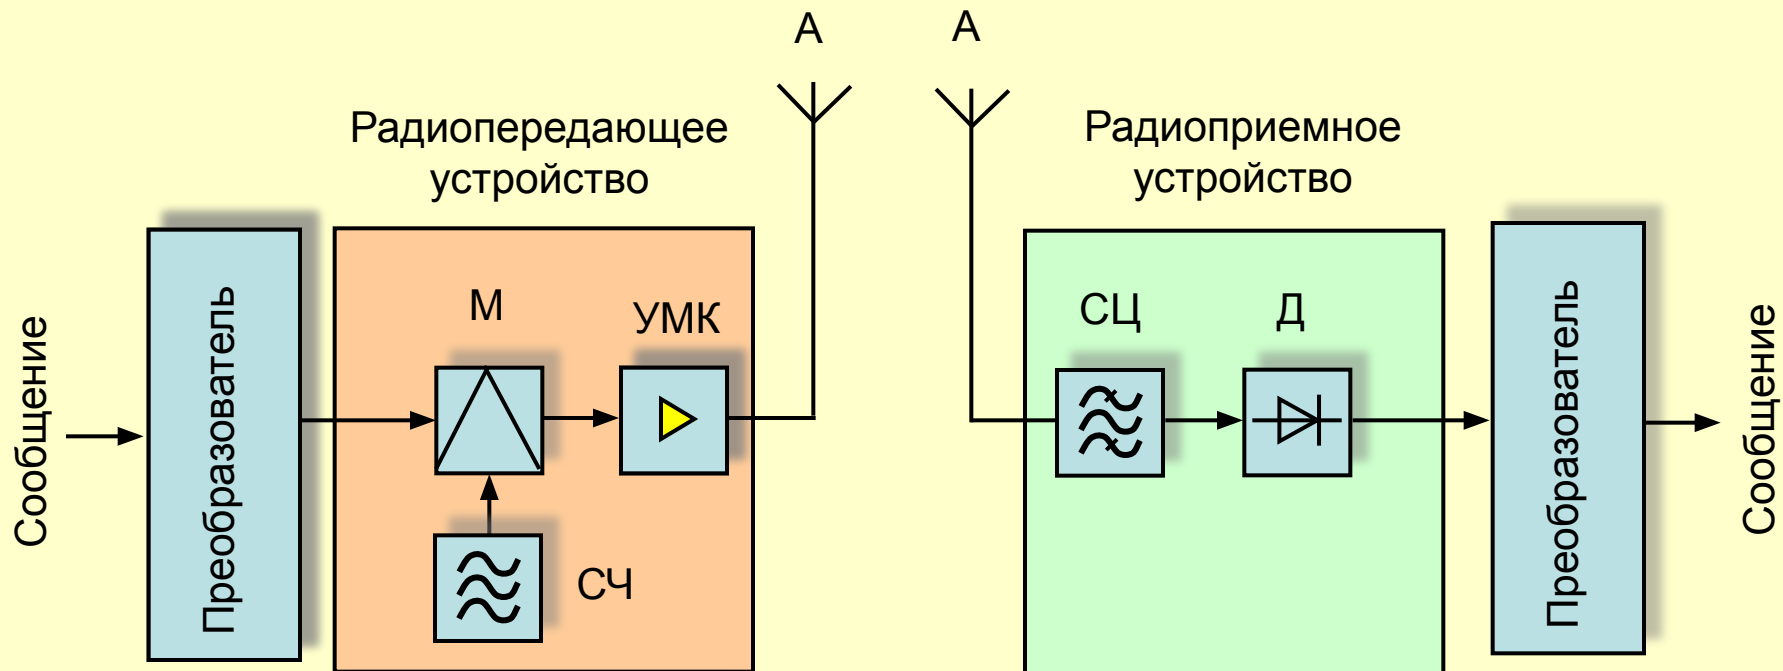 А
А
Радиопередающее
устройство
Радиоприемное
устройство
Сообщение
Преобразователь
М
УМК
СЧ
СЦ
Д
Преобразователь
Сообщение